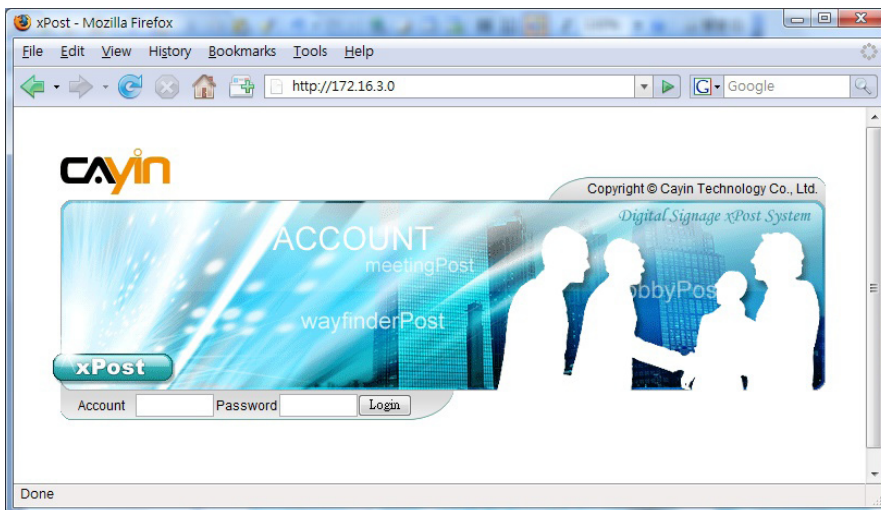 xPost - Mozilla Firefox
File Edit View History Bookmarks Tools Help
http://172.16.3.0
G Google
CAyin
Copyright © Cayin Technology Co., Ltd.
Digital Signage xPost System
ACCOUNT
meetingPost
obbyPos
wayfinderPost
xPost
Account Password Login
Done